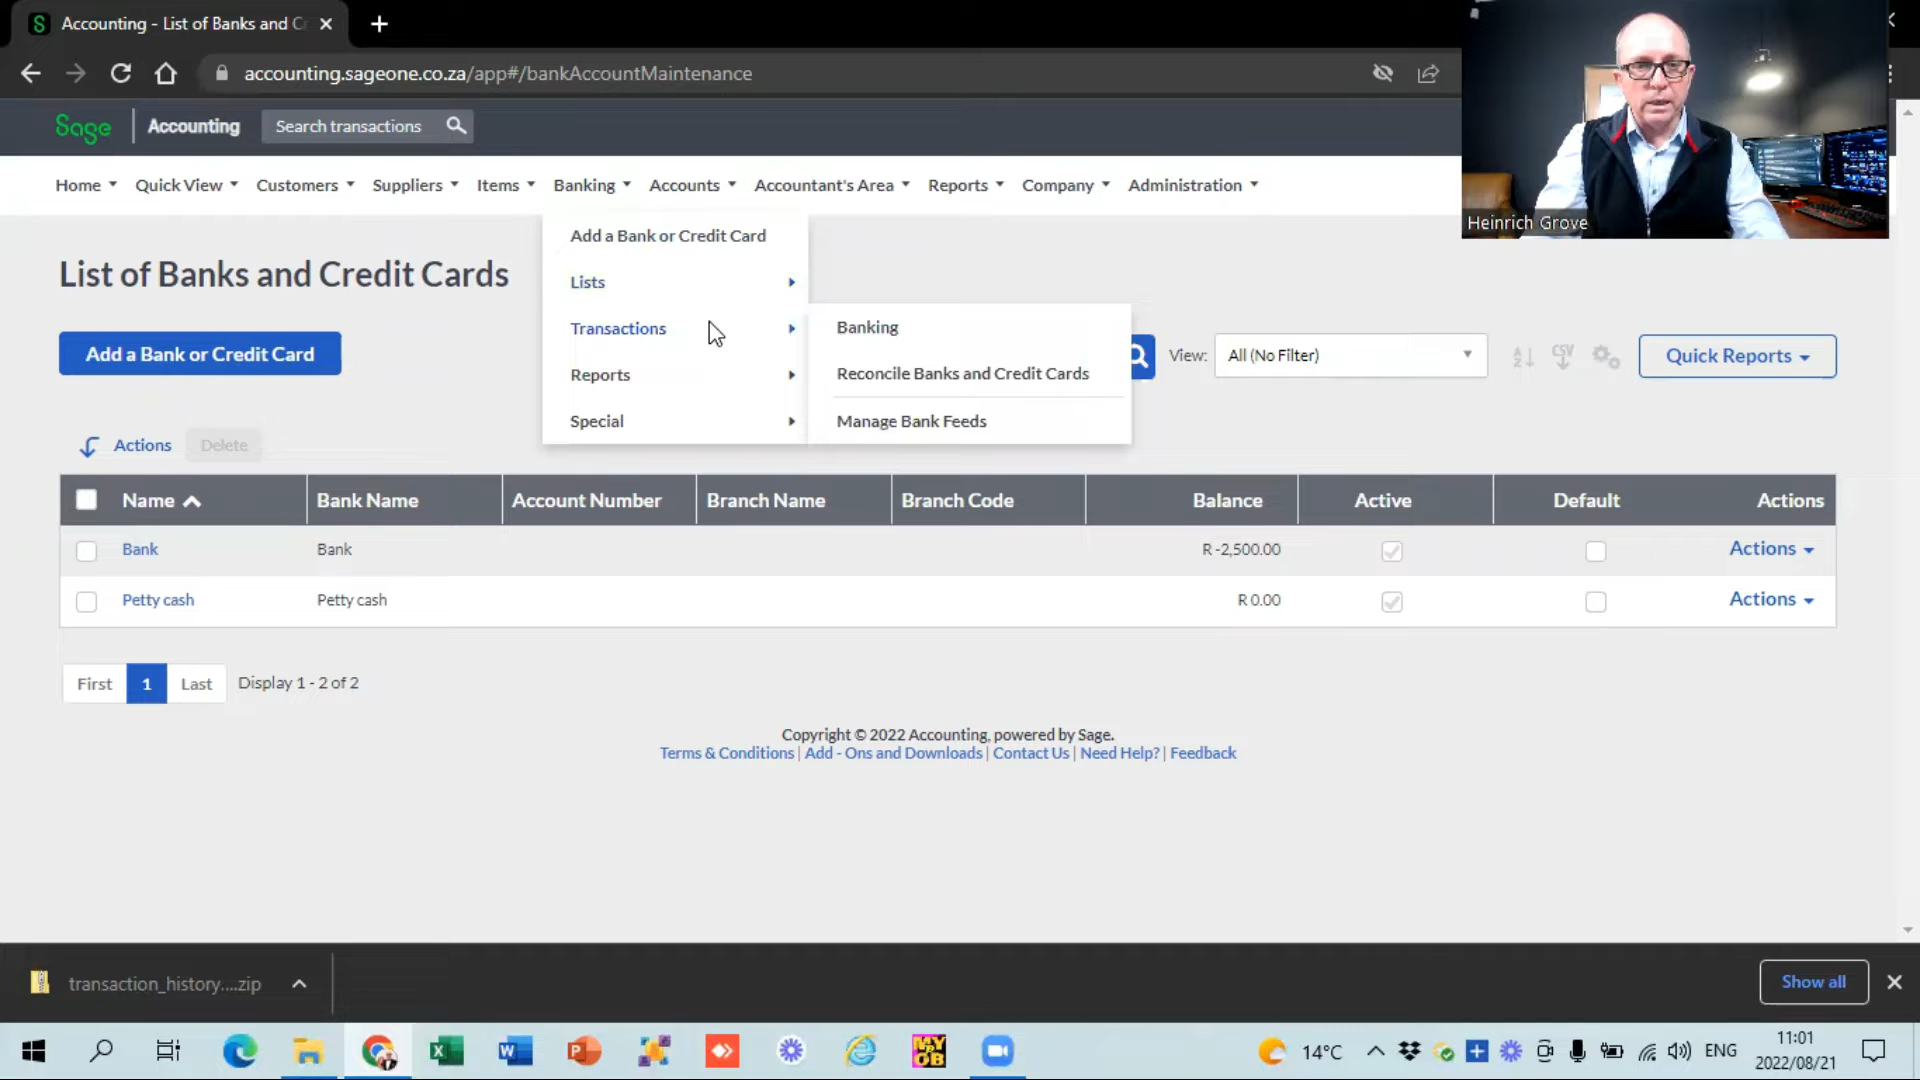 Accounting - List of Banks and C
accounting.sageone.co.za/app#/bankAccountMaintenance
Sage
Accounting
Search transactions
Heinrich Grove
Home
Quick View
Customers
Suppliers
Items
Banking
Accounts
Accountant's Area
Reports
Company
Administration
Add a Bank or Credit Card
Lists
Transactions
Reports
Special
Banking
Reconcile Banks and Credit Cards
Manage Bank Feeds
List of Banks and Credit Cards
Add a Bank or Credit Card
View:
All (No Filter)
CSV
Quick Reports
Actions
Delete
Name Bank Name Account Number Branch Name Branch Code Balance Active Default Actions
Bank Bank R -2,500.00 Actions
Petty cash Petty cash R 0.00 Actions
First 1 Last Display 1 - 2 of 2
Copyright © 2022 Accounting, powered by Sage.
Terms & Conditions | Add - Ons and Downloads | Contact Us | Need Help? | Feedback
transaction_history....zip
Show all
MYOB
14°C
ENG
11:01
2022/08/21